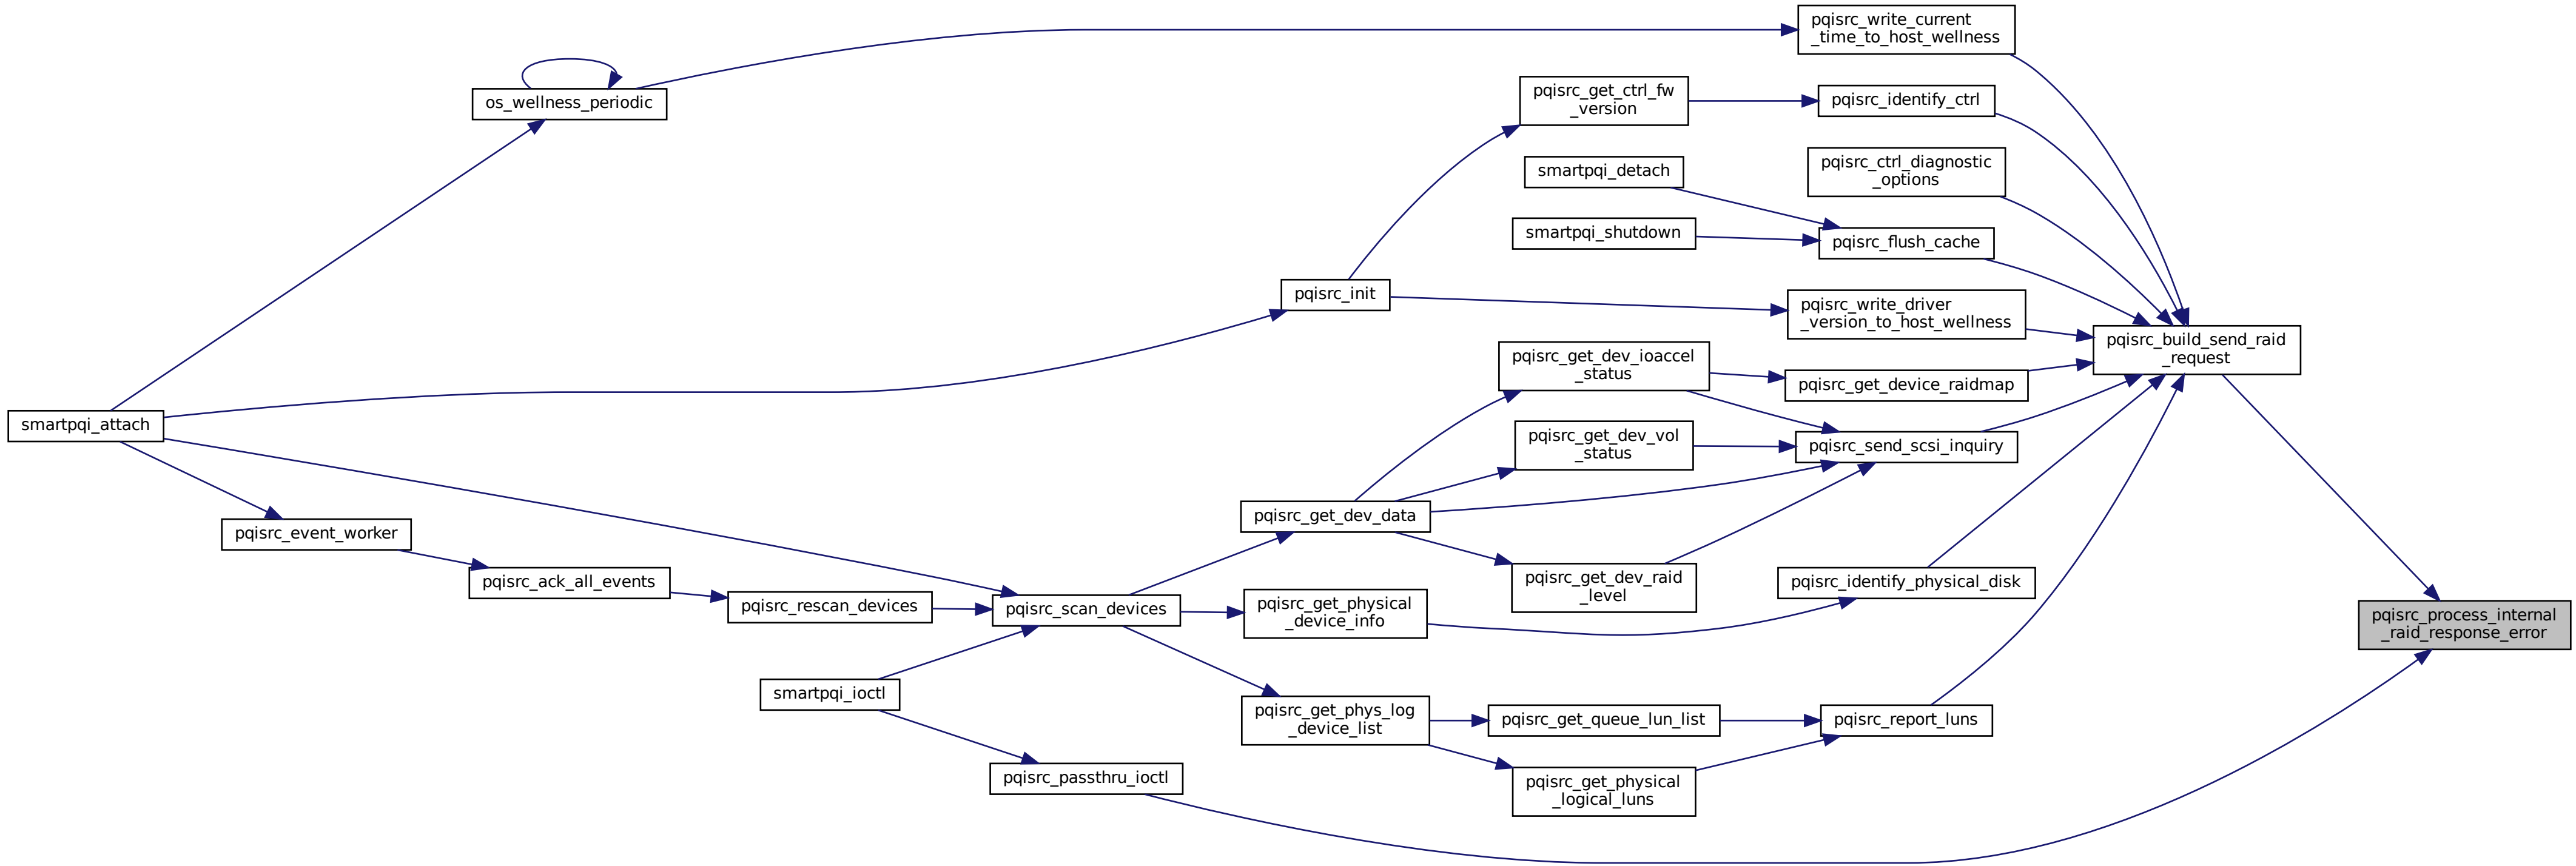 pqisrc_write_current
_time_to_host_wellness
os_wellness_periodic
pqisrc_get_ctrl_fw
_version
pqisrc_identify_ctrl
smartpqi_detach
pqisrc_ctrl_diagnostic
_options
smartpqi_shutdown
pqisrc_flush_cache
pqisrc_init
pqisrc_write_driver
_version_to_host_wellness
pqisrc_build_send_raid
_request
pqisrc_get_dev_ioaccel
_status
pqisrc_get_device_raidmap
smartpqi_attach
pqisrc_get_dev_vol
_status
pqisrc_send_scsi_inquiry
pqisrc_get_dev_data
pqisrc_event_worker
pqisrc_ack_all_events
pqisrc_get_dev_raid
_level
pqisrc_identify_physical_disk
pqisrc_rescan_devices
pqisrc_scan_devices
pqisrc_get_physical
_device_info
pqisrc_process_internal
_raid_response_error
smartpqi_ioctl
pqisrc_get_phys_log
_device_list
pqisrc_get_queue_lun_list
pqisrc_report_luns
pqisrc_passthru_ioctl
pqisrc_get_physical
_logical_luns